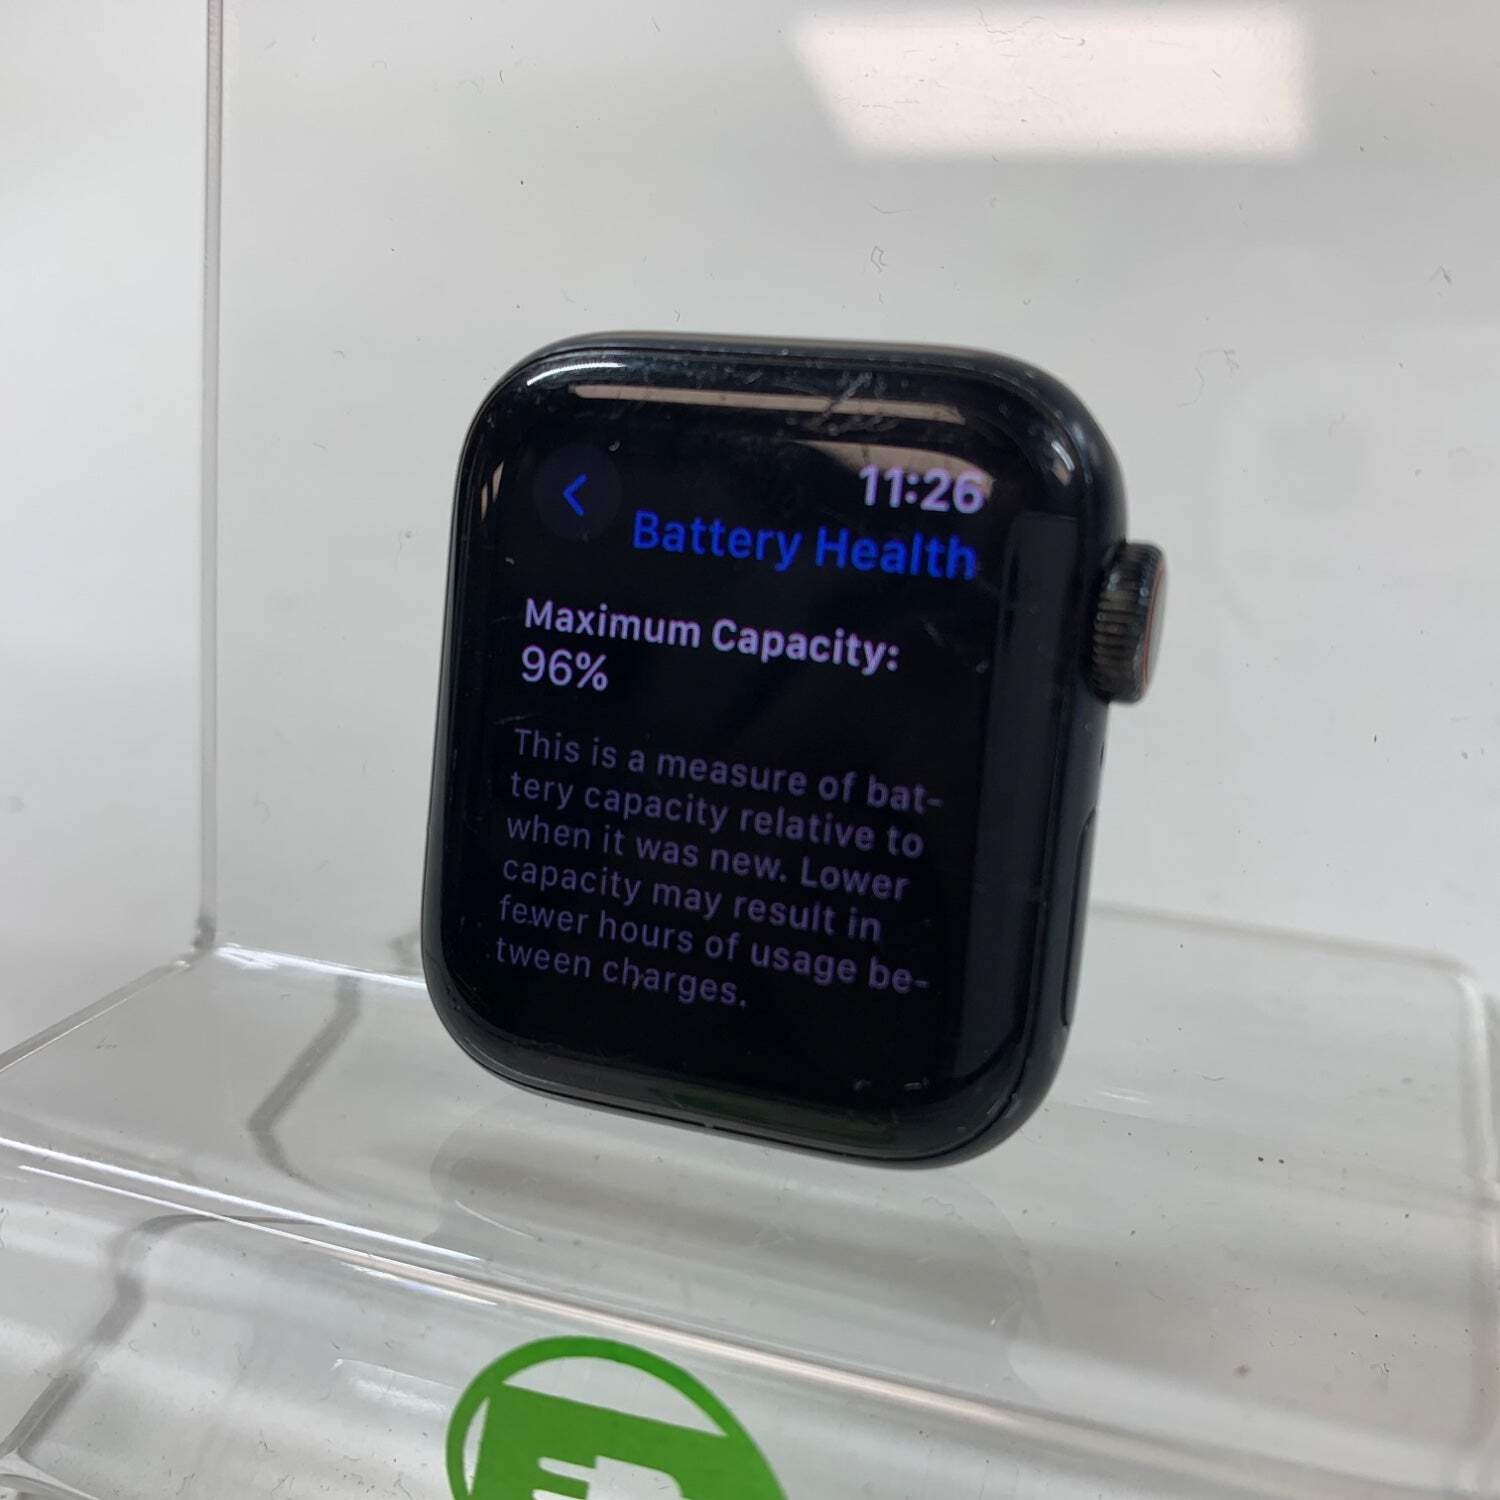 11:26
Battery Health
Maximum Capacity:
96%
This is a measure of bat-
tery capacity relative to
when it was new. Lower
capacity may result in
fewer hours of usage be-
tween charges.